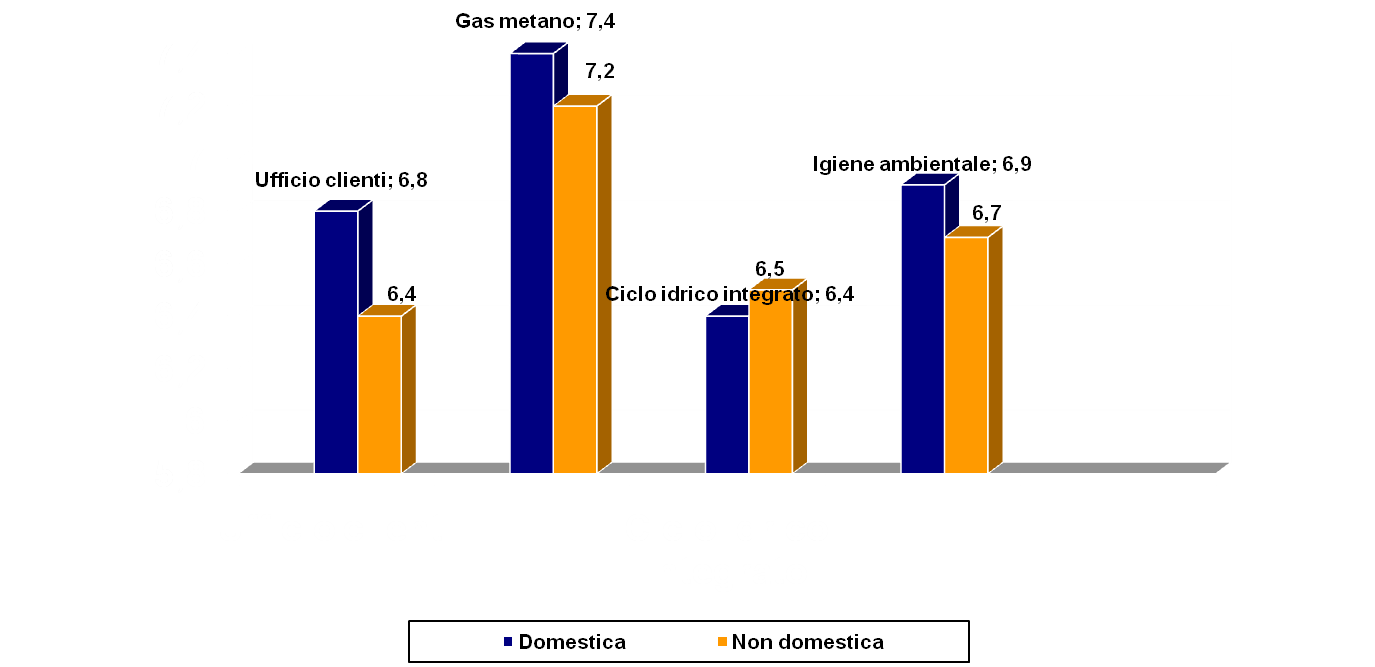 Gas metano; 7,4
7,2
Igiene ambientale; 6,9
Ufficio clienti; 6,8
6,7
6,5
6,4
Ciclo idrico integrato; 6,4
Domestica
Non domestica